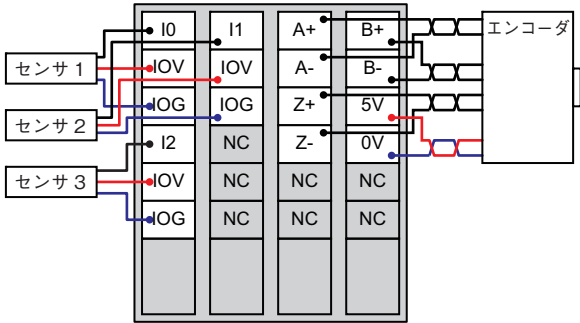 I0 I1 A+ B+ エンコーダ
センサ1 IOV IOV A- B-
IOG IOG Z+ 5V
センサ2
I2 NC Z- 0V
センサ3 IOV NC NC NC
IOG NC NC NC